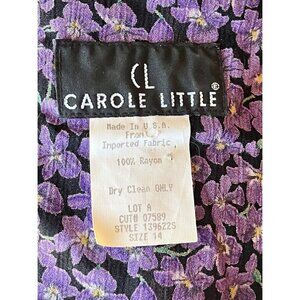 CL
CAROLE LITTLE®
Made In U.S.A.
From
Imported Fabric
100% Rayon
Dry Clean ONLY
LOT A
CUT# 07589
STYLE 1396225
SIZE 14